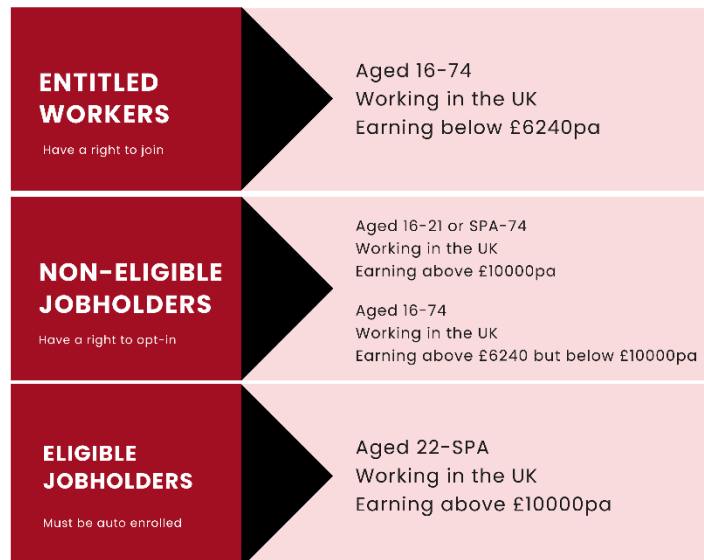 ENTITLED
WORKERS
Have a right to join
Aged 16-74
Working in the UK
Earning below £6240pa
NON-ELIGIBLE
JOBHOLDERS
Have a right to opt-in
Aged 16-21 or SPA-74
Working in the UK
Earning above £10000pa
Aged 16-74
Working in the UK
Earning above £6240 but below £10000pa
ELIGIBLE
JOBHOLDERS
Must be auto enrolled
Aged 22-SPA
Working in the UK
Earning above £10000pa